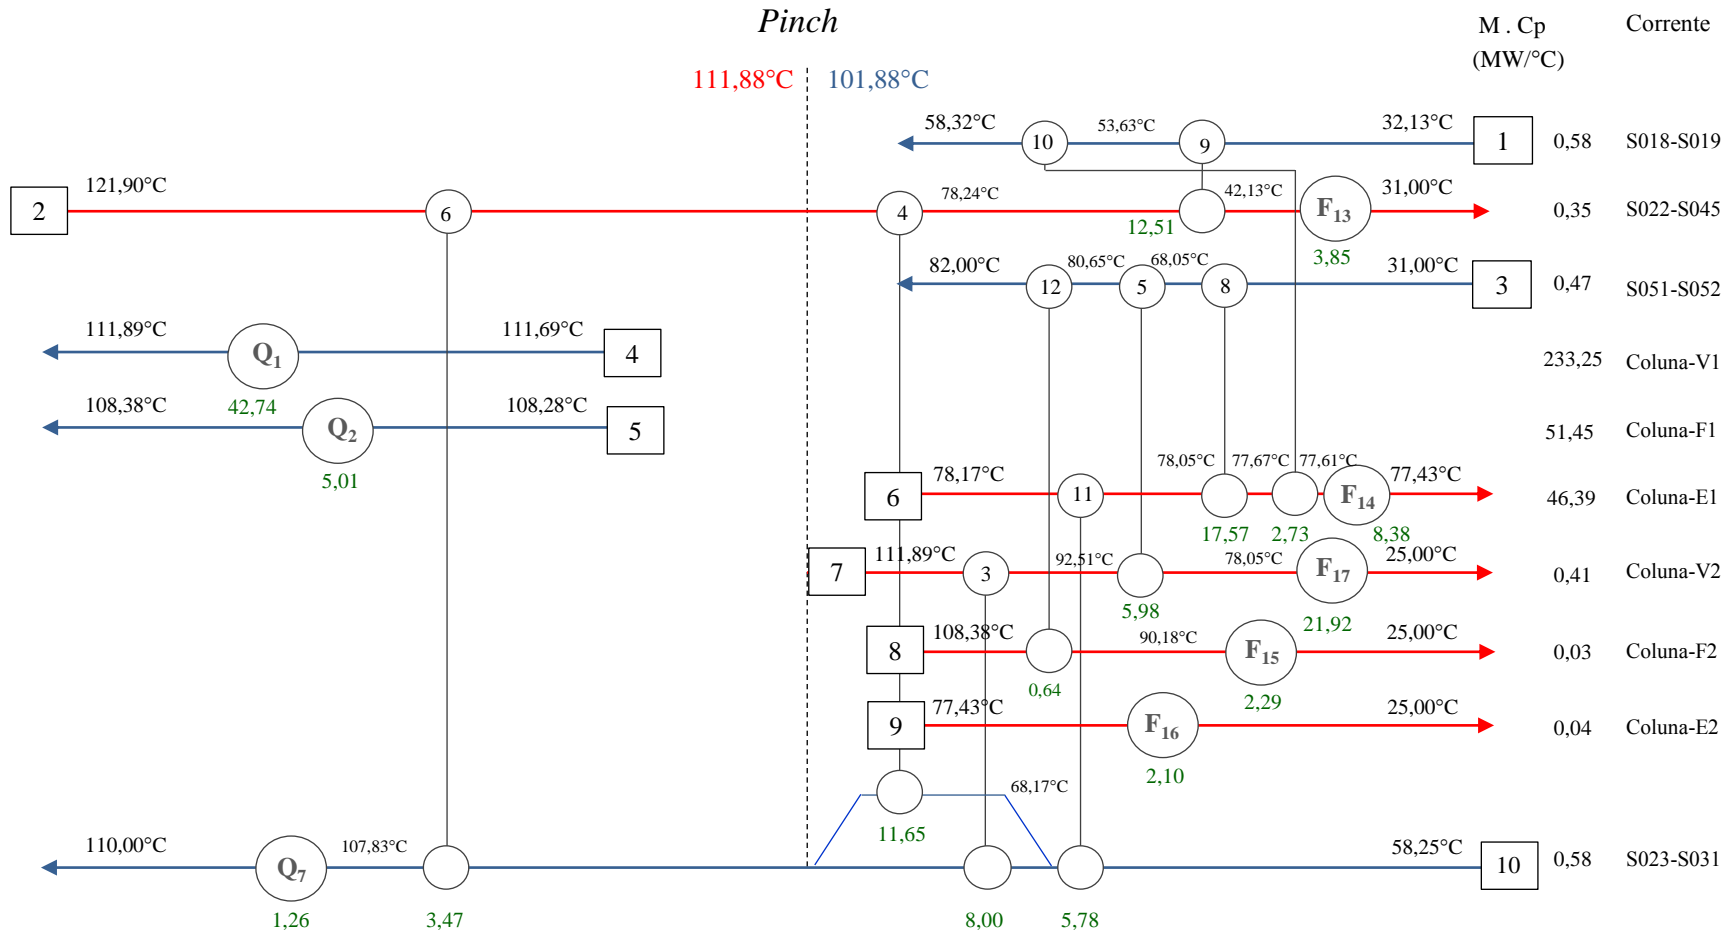 Pinch
M . Cp
(MW/°C)
Corrente
111,88°C
101,88°C
58,32°C
10
53,63°C
9
32,13°C
1
0,58
S018-S019
2
121,90°C
6
4
78,24°C
12,51
42,13°C
F13
3,85
31,00°C
0,35
S022-S045
82,00°C
12
80,65°C
5
68,05°C
8
31,00°C
3
0,47
S051-S052
111,89°C
Q1
42,74
111,69°C
4
233,25
Coluna-V1
108,38°C
Q2
5,01
108,28°C
5
51,45
Coluna-F1
6
78,17°C
11
78,05°C
17,57
77,67°C
2,73
77,61°C
F14
8,38
77,43°C
46,39
Coluna-E1
7
111,89°C
3
92,51°C
5,98
78,05°C
F17
21,92
25,00°C
0,41
Coluna-V2
8
108,38°C
0,64
90,18°C
F15
2,29
25,00°C
0,03
Coluna-F2
9
77,43°C
F16
2,10
25,00°C
0,04
Coluna-E2
11,65
68,17°C
110,00°C
Q7
1,26
107,83°C
3,47
8,00
5,78
58,25°C
10
0,58
S023-S031